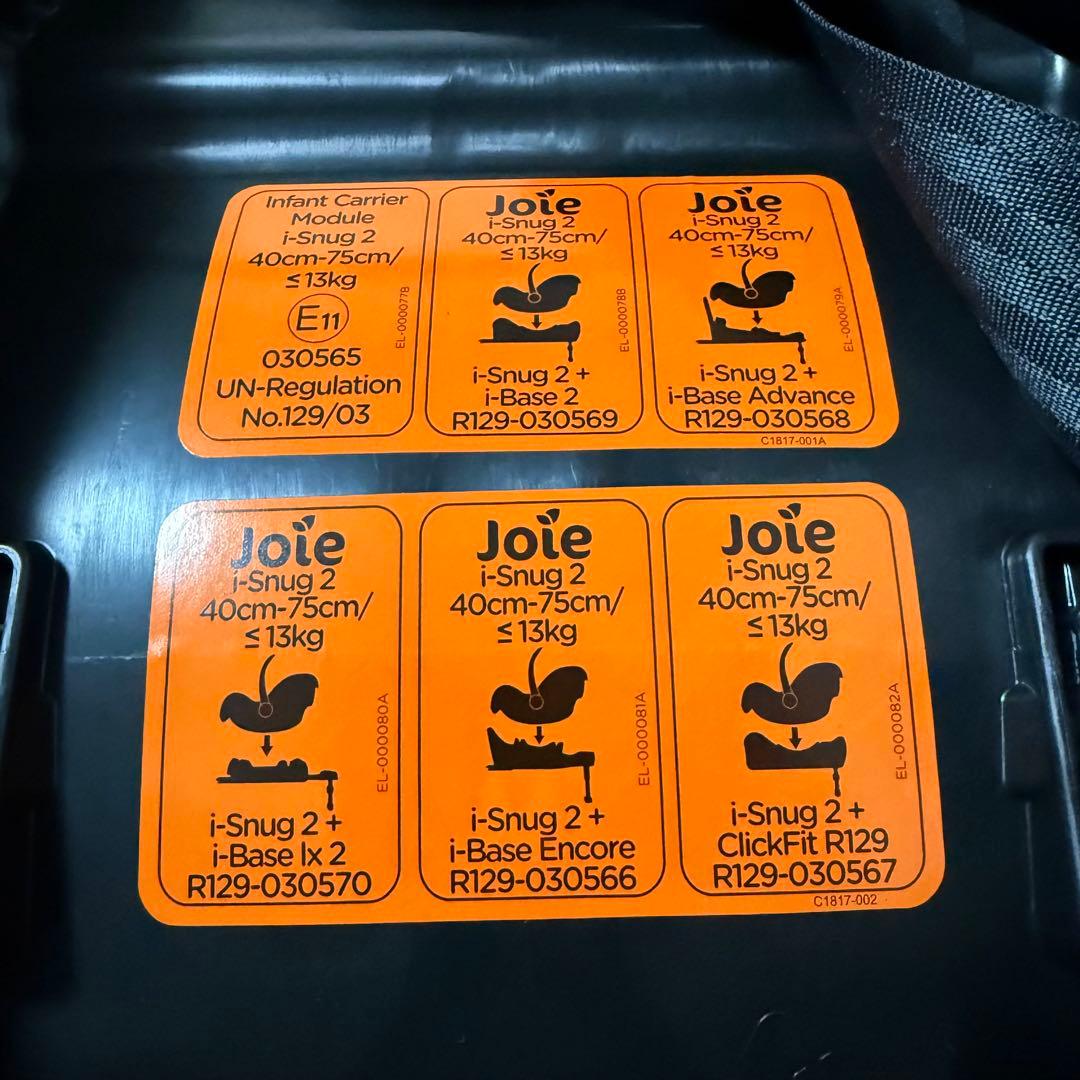 Infant Carrier
Module
i-Snug 2
40cm-75cm/
≤13kg
E11
030565
UN-Regulation
No.129/03
EL-000077B
Joie
i-Snug 2
40cm-75cm/
≤13kg
EL-000078B
i-Snug 2 +
i-Base 2
R129-030569
Joie
i-Snug 2
40cm-75cm/
≤13kg
EL-000079A
i-Snug 2 +
i-Base Advance
R129-030568
C1817-001A
Joie
i-Snug 2
40cm-75cm/
≤13kg
EL-000080A
i-Snug 2 +
i-Base lx 2
R129-030570
Joie
i-Snug 2
40cm-75cm/
≤13kg
EL-000081A
i-Snug 2 +
i-Base Encore
R129-030566
Joie
i-Snug 2
40cm-75cm/
≤13kg
EL-000082A
i-Snug 2 +
ClickFit R129
R129-030567
C1817-002